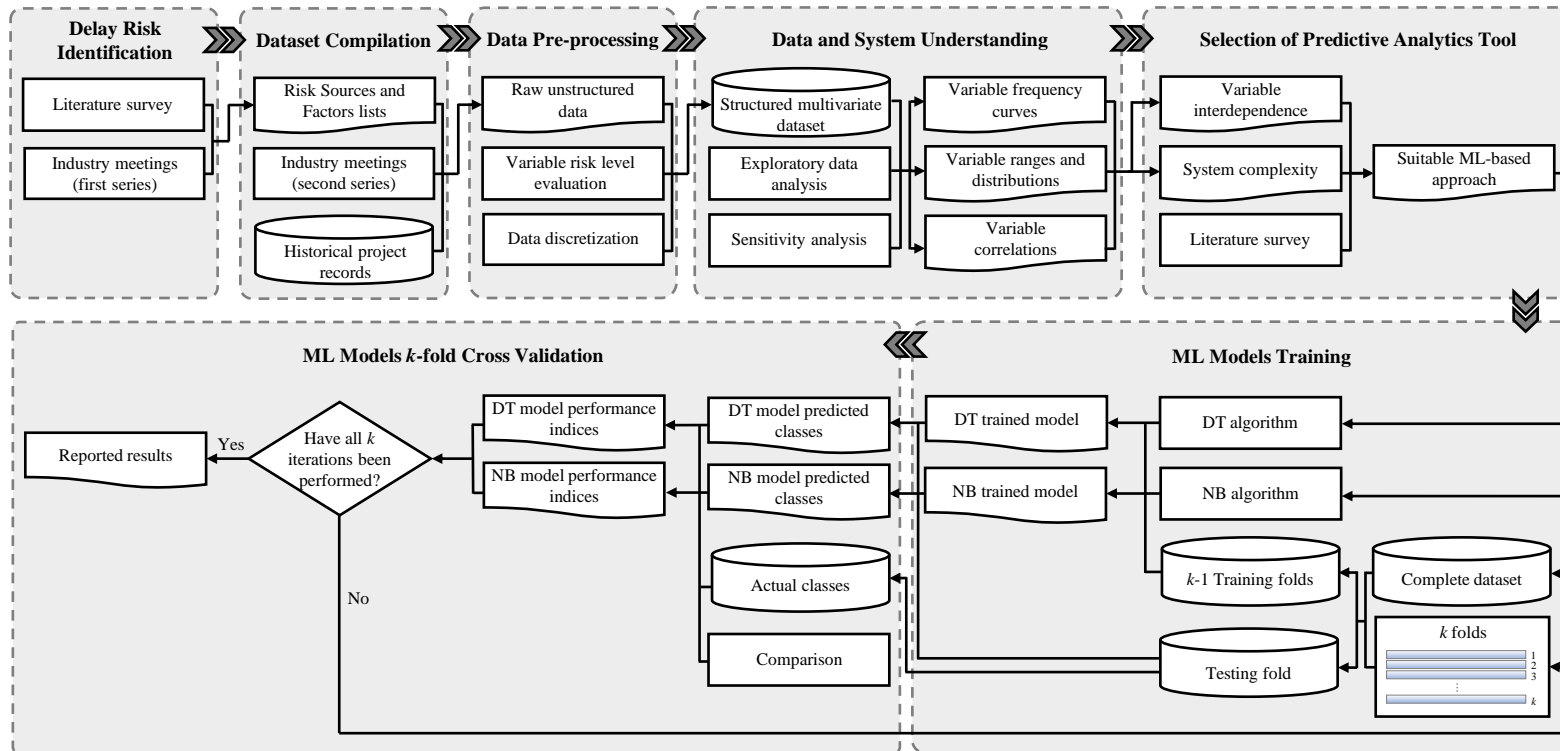 Delay Risk
Identification
Literature survey
Industry meetings
(first series)
Dataset Compilation
Risk Sources and
Factors lists
Industry meetings
(second series)
Historical project
records
Data Pre-processing
Raw unstructured
data
Variable risk level
evaluation
Data discretization
Data and System Understanding
Structured multivariate
dataset
Exploratory data
analysis
Sensitivity analysis
Variable frequency
curves
Variable ranges and
distributions
Variable
correlations
Selection of Predictive Analytics Tool
Variable
interdependence
System complexity
Literature survey
Suitable ML-based
approach
ML Models Training
DT algorithm
NB algorithm
k-1 Training folds
Testing fold
Complete dataset
k folds
1
2
3
⋮
k
DT trained model
NB trained model
ML Models k-fold Cross Validation
DT model predicted
classes
NB model predicted
classes
Actual classes
Comparison
DT model performance
indices
NB model performance
indices
Have all k
iterations been
performed?
Yes
No
Reported results